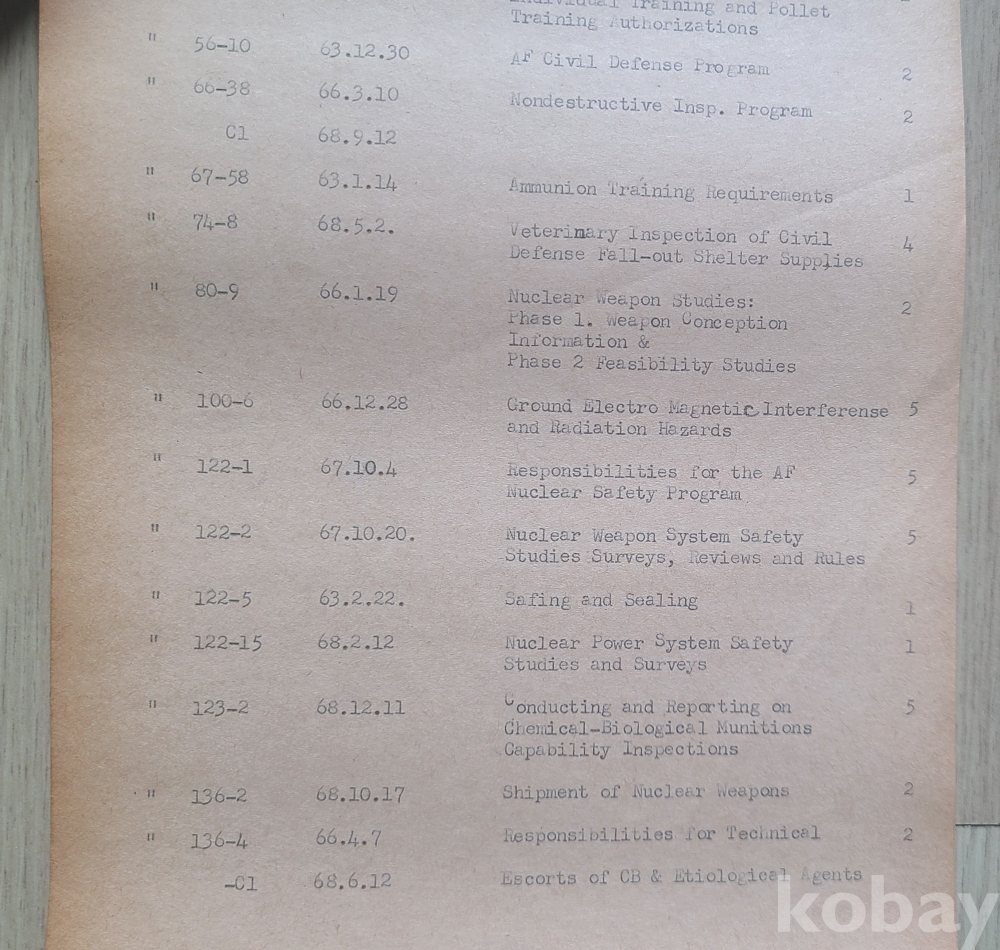 Individual Training and Pollet
Training Authorizations
" 56-10 63.12.30 AF Civil Defense Program 2
" 66-38 66.3.10 Nondestructive Insp. Program 2
C1 68.9.12
" 67-58 63.1.14 Ammunion Training Requirements 1
" 74-8 68.5.2. Veterinary Inspection of Civil 4
Defense Fall-out Shelter Supplies
" 80-9 66.1.19 Nuclear Weapon Studies: 2
Phase 1. Weapon Conception
Information &
Phase 2 Feasibility Studies
" 100-6 66.12.28 Ground Electro Magnetic Interferense 5
and Radiation Hazards
" 122-1 67.10.4 Responsibilities for the AF 5
Nuclear Safety Program
" 122-2 67.10.20. Nuclear Weapon System Safety 5
Studies Surveys, Reviews and Rules
" 122-5 63.2.22. Safing and Sealing 1
" 122-15 68.2.12 Nuclear Power System Safety 1
Studies and Surveys
" 123-2 68.12.11 Conducting and Reporting on 5
Chemical-Biological Munitions
Capability Inspections
" 136-2 68.10.17 Shipment of Nuclear Weapons 2
" 136-4 66.4.7 Responsibilities for Technical 2
-C1 68.6.12 Escorts of CB & Etiological Agents
kobay